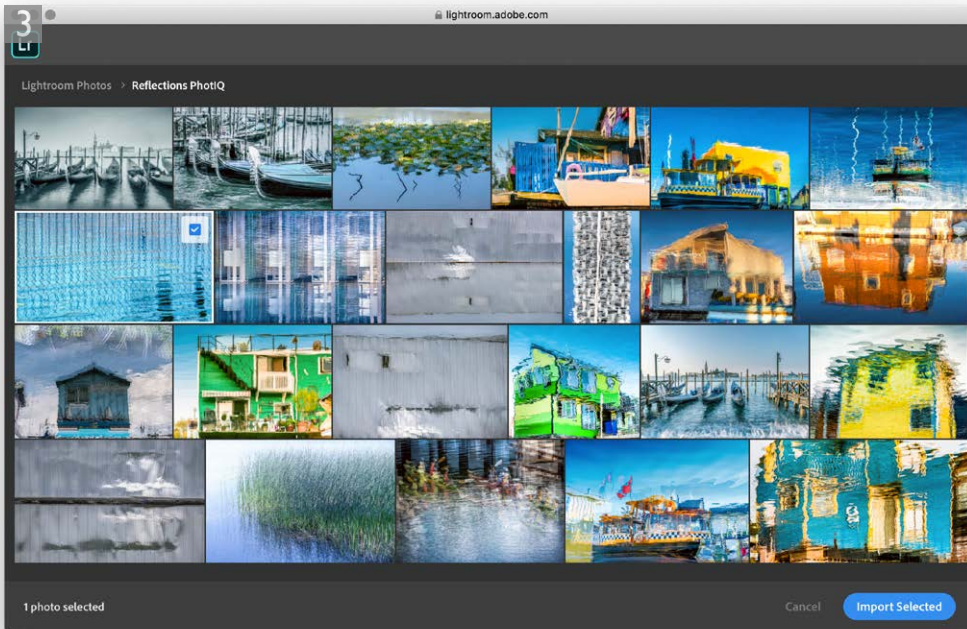 3
lightroom.adobe.com
Lr
Lightroom Photos > Reflections PhotIQ
1 photo selected
Cancel
Import Selected